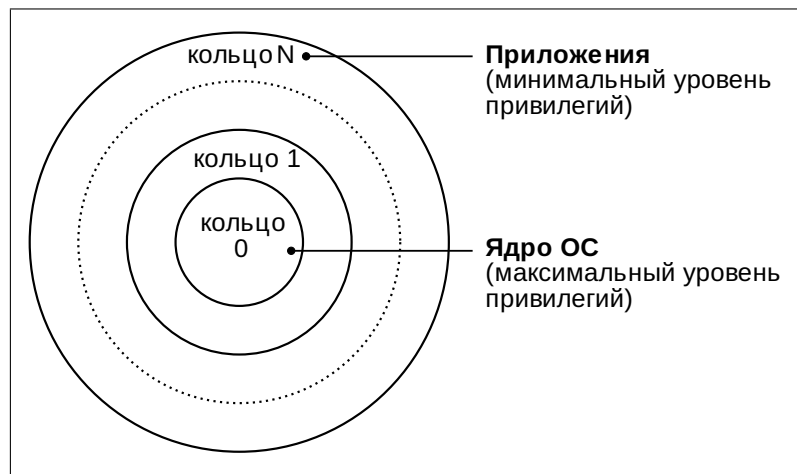 кольцо N
Приложения
(минимальный уровень
привилегий)
кольцо 1
кольцо
0
Ядро ОС
(максимальный уровень
привилегий)